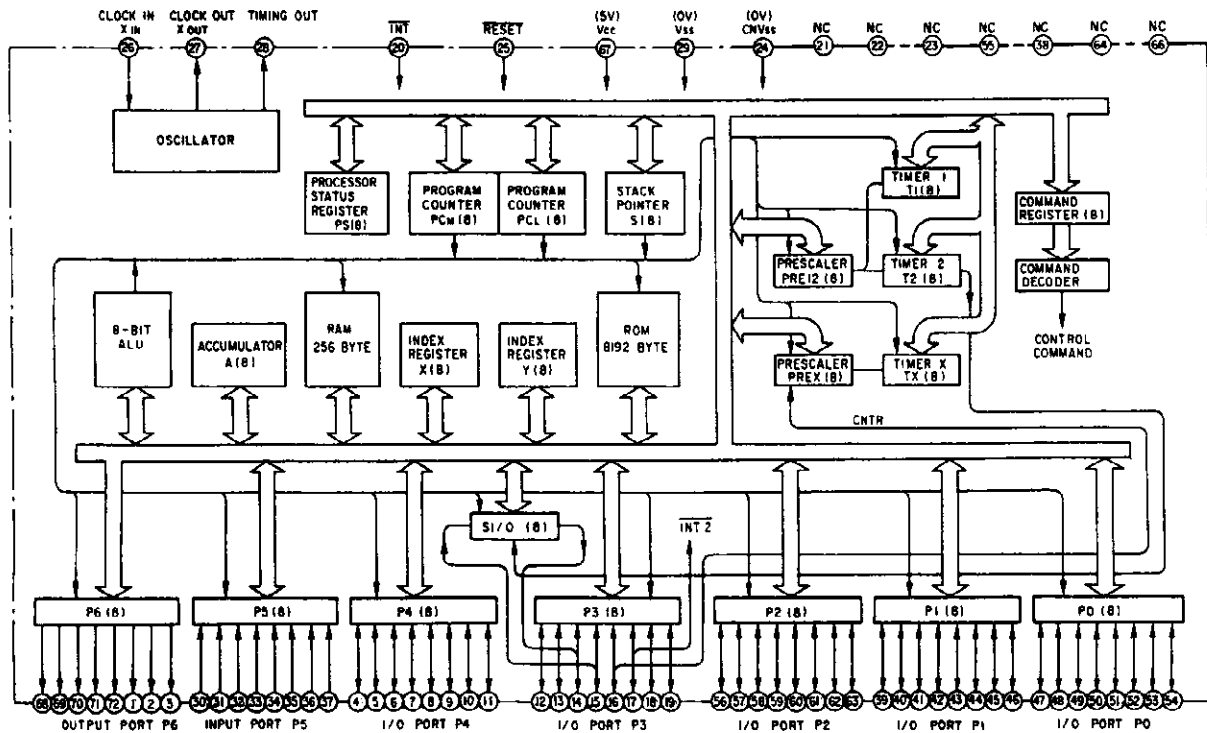 CLOCK IN CLOCK OUT TIMING OUT
X IN X OUT
INT
RESET
(5V)
Vcc
(0V)
Vss
(0V)
CNVss
NC NC NC NC NC NC NC
26 27 28 20 25 67 29 24 21 22 23 55 38 64 66
OSCILLATOR
PROCESSOR
STATUS
REGISTER
PS(8)
PROGRAM
COUNTER
PCM(8)
PROGRAM
COUNTER
PCL(8)
STACK
POINTER
S(8)
TIMER 1
T1(8)
COMMAND
REGISTER (8)
PRESCALER
PRE12(8)
TIMER 2
T2(8)
COMMAND
DECODER
8-BIT
ALU
ACCUMULATOR
A(8)
RAM
256 BYTE
INDEX
REGISTER
X(8)
INDEX
REGISTER
Y(8)
ROM
8192 BYTE
PRESCALER
PREX(8)
TIMER X
TX(8)
CONTROL
COMMAND
CNTR
SI/O (8)
INT 2
P6(8) P5(8) P4(8) P3(8) P2(8) P1(8) P0(8)
68 69 70 71 72 1 2 3 30 31 32 33 34 35 36 37 4 5 6 7 8 9 10 11 12 13 14 15 16 17 18 19 56 57 58 59 60 61 62 63 39 40 41 42 43 44 45 46 47 48 49 50 51 52 53 54
OUTPUT PORT P6 INPUT PORT P5 I/O PORT P4 I/O PORT P3 I/O PORT P2 I/O PORT P1 I/O PORT P0